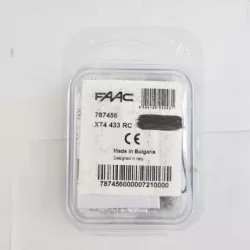 FAAC
787456
XT4 433 RC
CE
Made in Bulgaria
Designed in Italy
787456000007210000